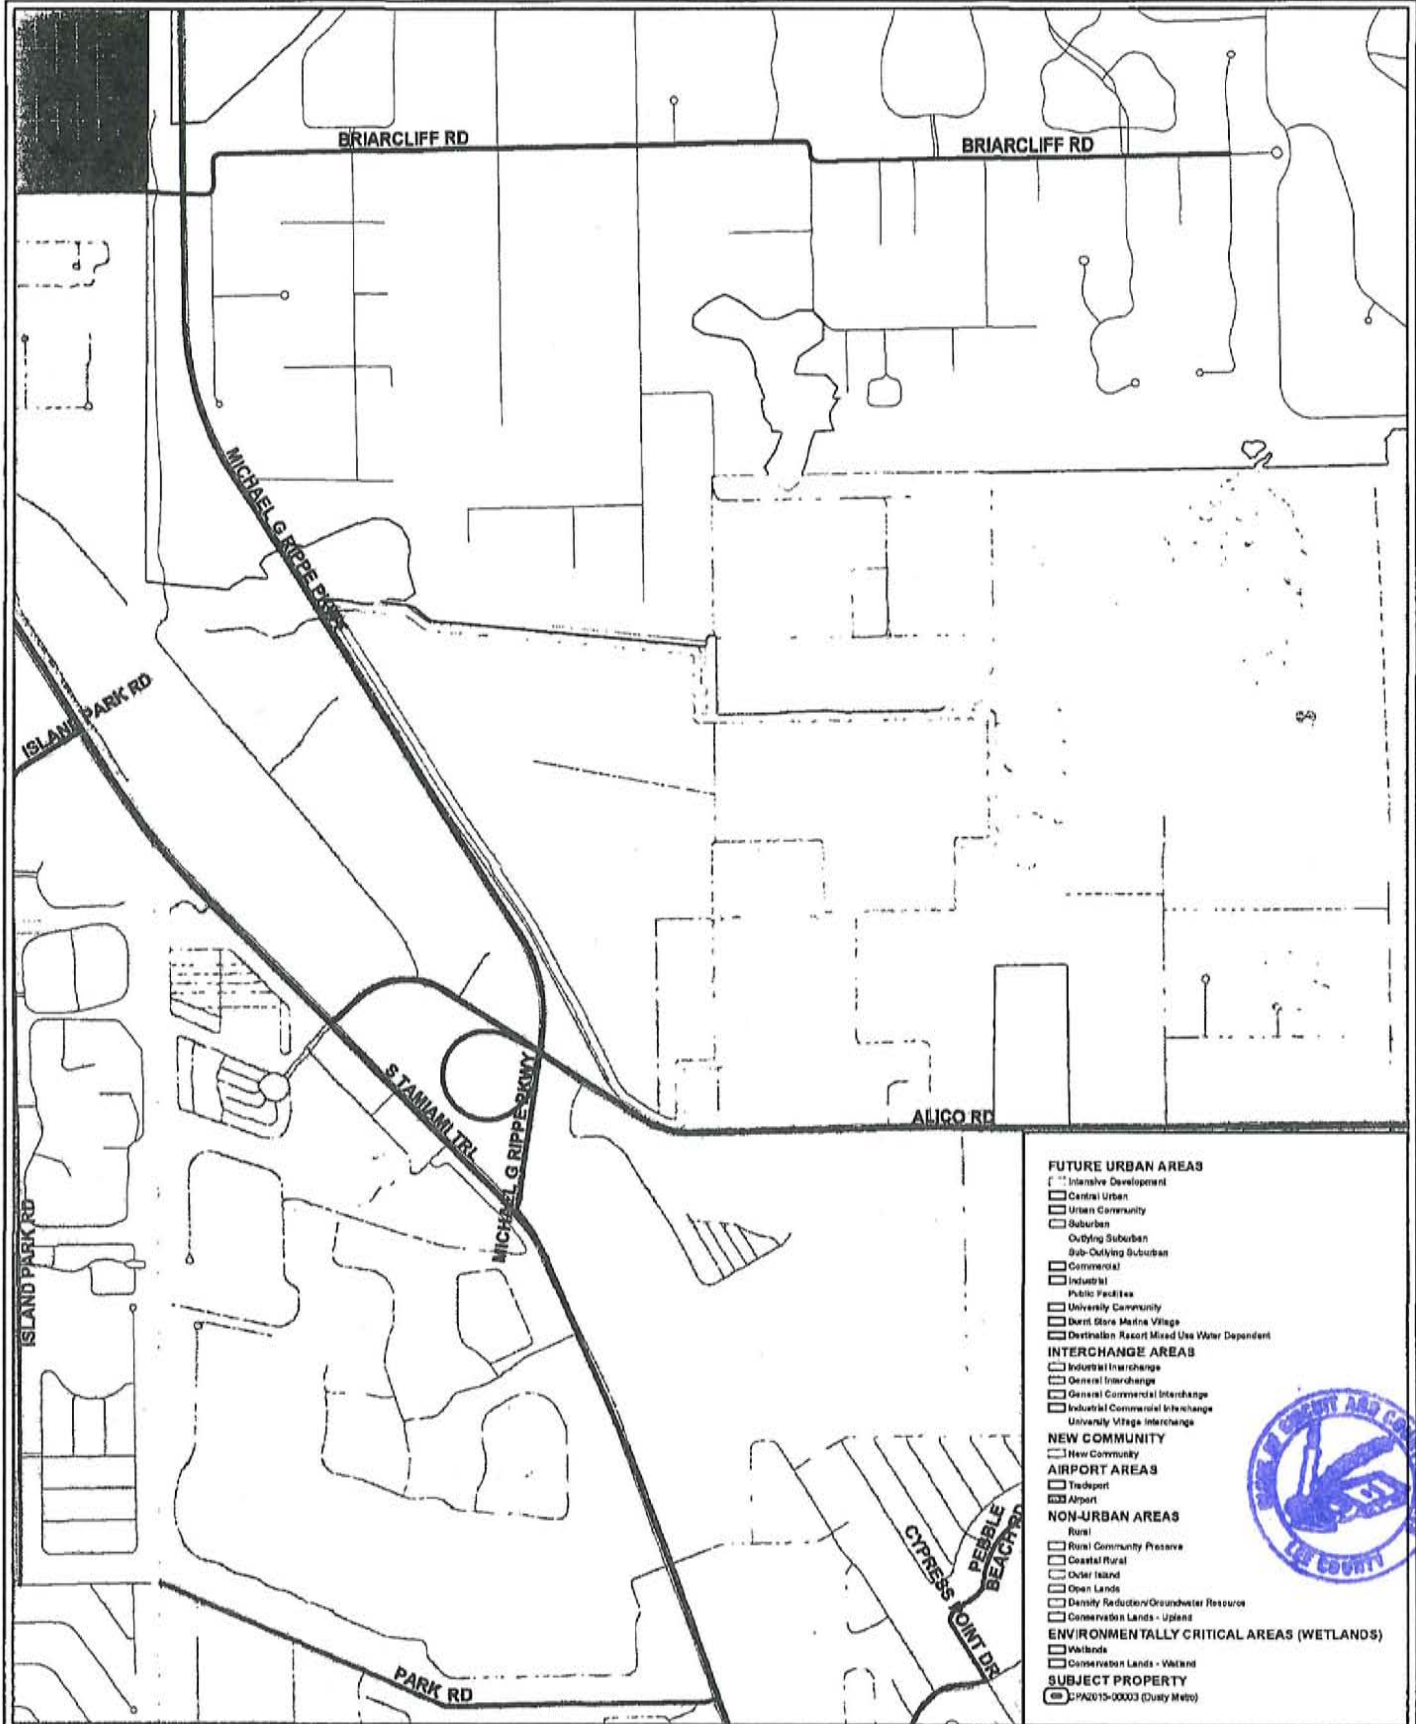 BRIARCLIFF RD
BRIARCLIFF RD
MICHAEL G RIPPE PKWY
ISLAND PARK RD
S TAMIAMI TRL
MICHAEL G RIPPE PKWY
ALICO RD
ISLAND PARK RD
PEBBLE BEACH RD
CYPRESS POINT DR
PARK RD
FUTURE URBAN AREAS
Intensive Development
Central Urban
Urban Community
Suburban
Outlying Suburban
Sub-Outlying Suburban
Commercial
Industrial
Public Facilities
University Community
Burnt Store Marina Village
Destination Resort Mixed Use Water Dependent
INTERCHANGE AREAS
Industrial Interchange
General Interchange
General Commercial Interchange
Industrial Commercial Interchange
University Village Interchange
NEW COMMUNITY
New Community
AIRPORT AREAS
Tradeport
Airport
NON-URBAN AREAS
Rural
Rural Community Preserve
Coastal Rural
Outer Island
Open Lands
Density Reduction/Groundwater Resource
Conservation Lands - Upland
ENVIRONMENTALLY CRITICAL AREAS (WETLANDS)
Wetlands
Conservation Lands - Wetland
SUBJECT PROPERTY
CPA2015-00003 (Dusty Metro)
OF CIRCUIT AND
LEE COUNTY